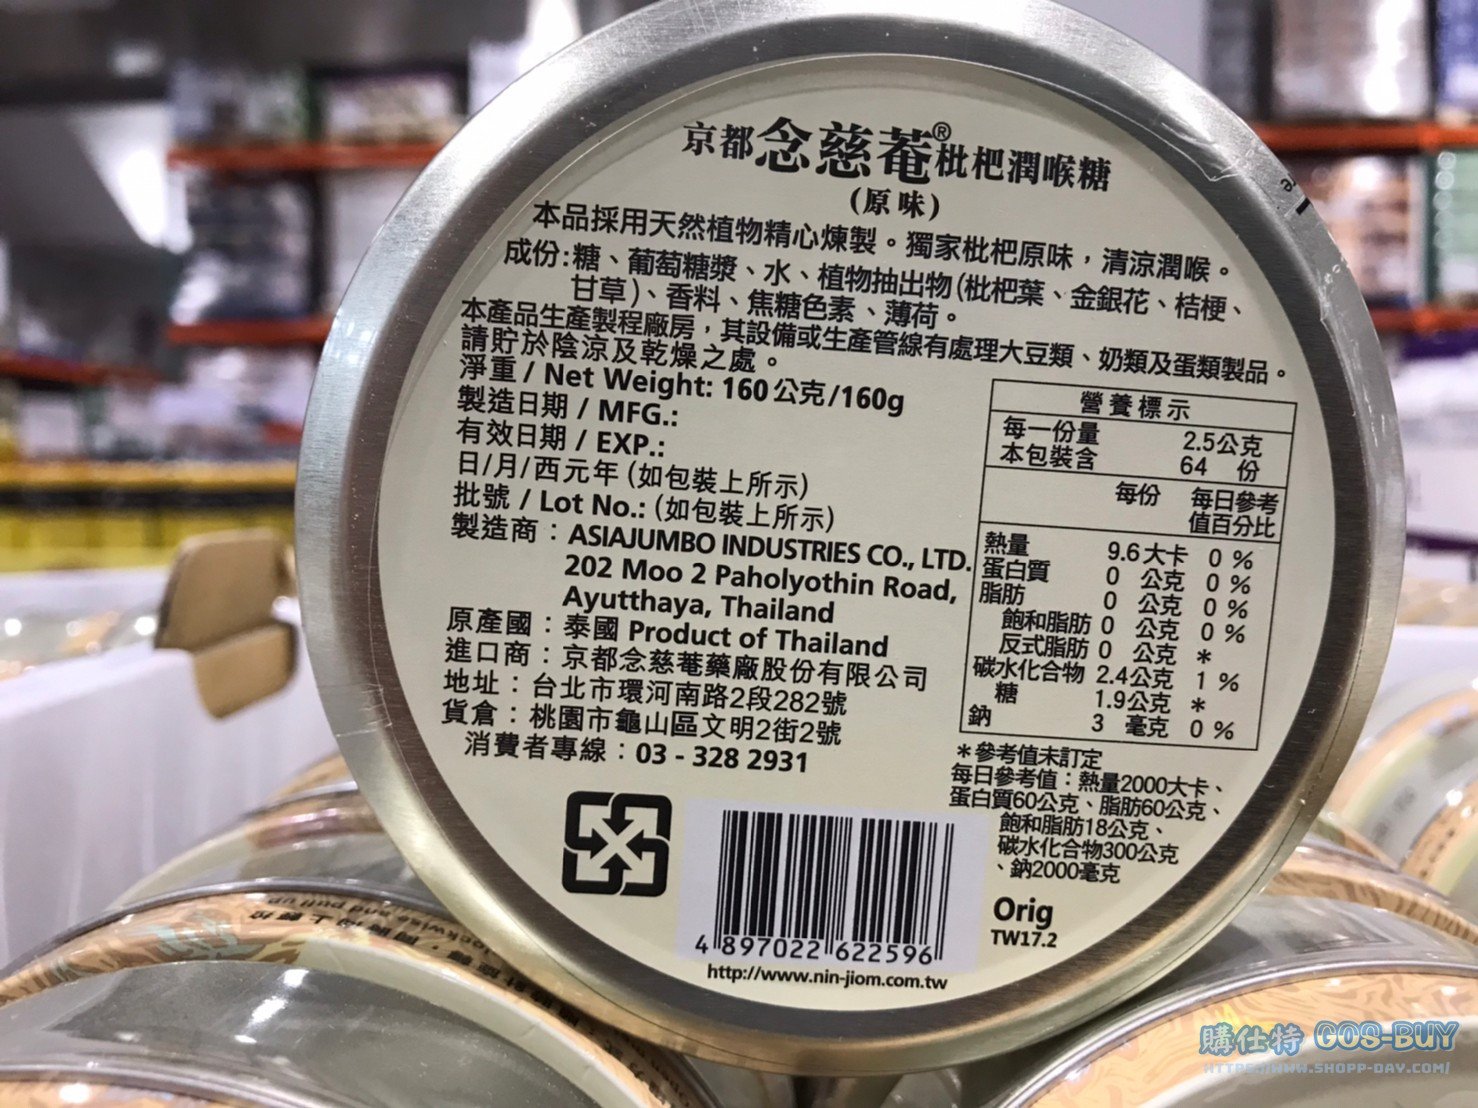 京都念慈菴®枇杷潤喉糖
(原味)
本品採用天然植物精心煉製。獨家枇杷原味，清涼潤喉。
成份:糖、葡萄糖漿、水、植物抽出物(枇杷葉、金銀花、桔梗、
甘草)、香料、焦糖色素、薄荷。
本產品生產製程廠房，其設備或生產管線有處理大豆類、奶類及蛋類製品。
請貯於陰涼及乾燥之處。
淨重 / Net Weight: 160公克/160g
製造日期 / MFG.:
有效日期 / EXP.:
日/月/西元年 (如包裝上所示)
批號 / Lot No.: (如包裝上所示)
製造商：ASIAJUMBO INDUSTRIES CO., LTD.
202 Moo 2 Paholyothin Road,
Ayutthaya, Thailand
原產國：泰國 Product of Thailand
進口商：京都念慈菴藥廠股份有限公司
地址：台北市環河南路2段282號
貨倉：桃園市龜山區文明2街2號
消費者專線：03 - 328 2931
營養標示
每一份量 2.5公克
本包裝含 64 份
每份 每日參考
值百分比
熱量 9.6大卡 0 %
蛋白質 0 公克 0 %
脂肪 0 公克 0 %
飽和脂肪 0 公克 0 %
反式脂肪 0 公克 *
碳水化合物 2.4公克 1 %
糖 1.9公克 *
鈉 3 毫克 0 %
*參考值未訂定
每日參考值：熱量2000大卡、
蛋白質60公克、脂肪60公克、
飽和脂肪18公克、
碳水化合物300公克
、鈉2000毫克
Orig
TW17.2
4 897022 622596
http://www.nin-jiom.com.tw
購仕特 GOS-BUY
HTTPS://WWW.SHOPP-DAY.COM/